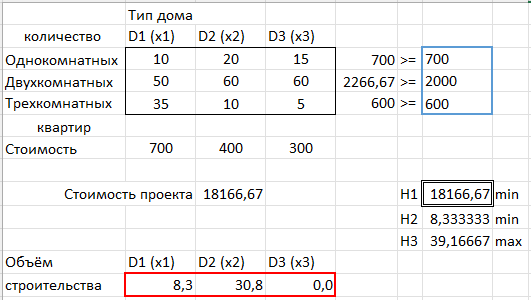 Тип дома
количество D1 (x1) D2 (x2) D3 (x3)
Однокомнатных 10 20 15 700 >= 700
Двухкомнатных 50 60 60 2266,67 >= 2000
Трехкомнатных 35 10 5 600 >= 600
квартир
Стоимость 700 400 300
Стоимость проекта 18166,67 H1 18166,67 min
H2 8,333333 min
H3 39,16667 max
Объём D1 (x1) D2 (x2) D3 (x3)
строительства 8,3 30,8 0,0